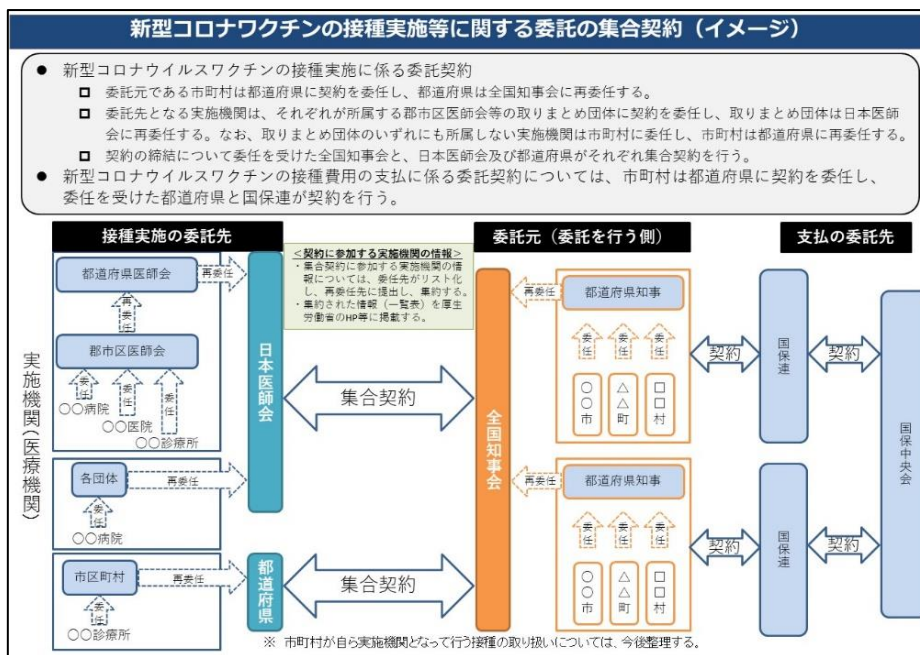 新型コロナワクチンの接種実施等に関する委託の集合契約（イメージ）
● 新型コロナウイルスワクチンの接種実施に係る委託契約
□ 委託元である市町村は都道府県に契約を委任し、都道府県は全国知事会に再委任する。
□ 委託先となる実施機関は、それぞれが所属する郡市区医師会等の取りまとめ団体に契約を委任し、取りまとめ団体は日本医師
会に再委任する。なお、取りまとめ団体のいずれにも所属しない実施機関は市町村に委任し、市町村は都道府県に再委任する。
□ 契約の締結について委任を受けた全国知事会と、日本医師会及び都道府県がそれぞれ集合契約を行う。
● 新型コロナウイルスワクチンの接種費用の支払に係る委託契約については、市町村は都道府県に契約を委任し、
委任を受けた都道府県と国保連が契約を行う。
接種実施の委託先
実施機関（医療機関）
都道府県医師会
再委任
再委任
郡市区医師会
委任
委任
委任
〇〇病院
〇〇医院
〇〇診療所
各団体
再委任
委任
〇〇病院
市区町村
再委任
委任
〇〇診療所
日本医師会
都道府県
＜契約に参加する実施機関の情報＞
・集合契約に参加する実施機関の情
報については、委任先がリスト化
し、再委任先に提出し、集約する。
・集約された情報（一覧表）を厚生
労働省のHP等に掲載する。
集合契約
集合契約
委託元（委託を行う側）
全国知事会
再委任
都道府県知事
委任
委任
委任
〇〇市
△△町
□□村
再委任
都道府県知事
委任
委任
委任
〇〇市
△△町
□□村
支払の委託先
契約
国保連
契約
契約
国保連
契約
国保中央会
※ 市町村が自ら実施機関となって行う接種の取り扱いについては、今後整理する。